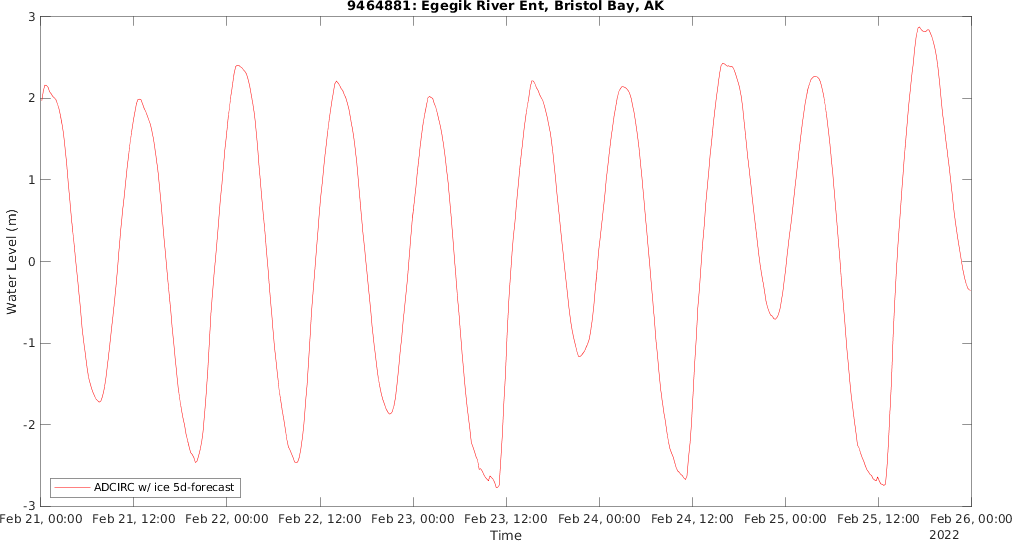 9464881: Egegik River Ent, Bristol Bay, AK
3
2
1
0
-1
-2
-3
Water Level (m)
ADCIRC w/ ice 5d-forecast
Feb 21, 00:00 Feb 21, 12:00 Feb 22, 00:00 Feb 22, 12:00 Feb 23, 00:00 Feb 23, 12:00 Feb 24, 00:00 Feb 24, 12:00 Feb 25, 00:00 Feb 25, 12:00 Feb 26, 00:00
Time
2022